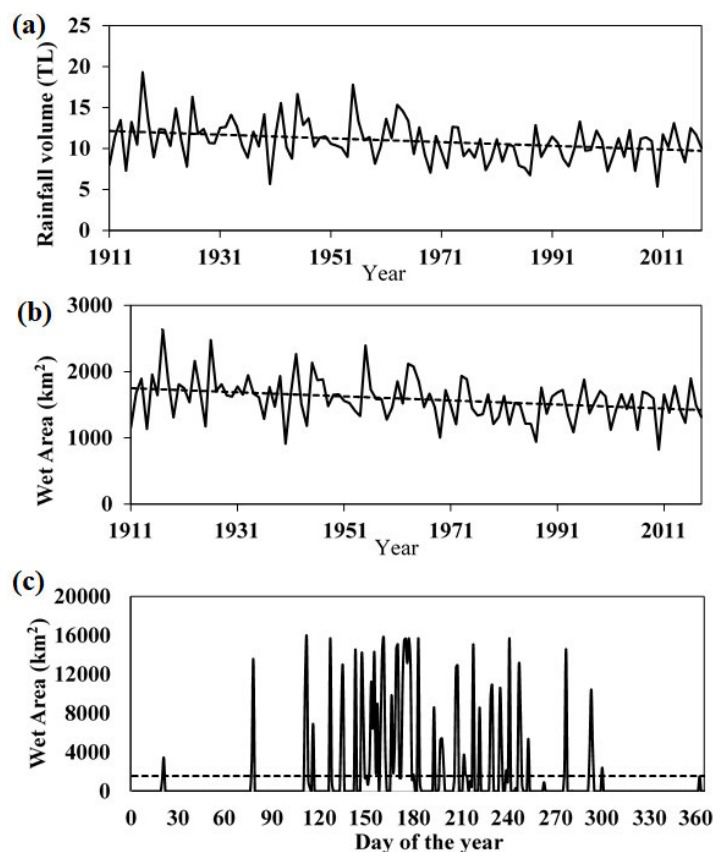 (a)
Rainfall volume (TL)
25
20
15
10
5
0
1911 1931 1951 1971 1991 2011
Year
(b)
Wet Area (km²)
3000
2000
1000
0
1911 1931 1951 1971 1991 2011
Year
(c)
Wet Area (km²)
20000
16000
12000
8000
4000
0
0 30 60 90 120 150 180 210 240 270 300 330 360
Day of the year